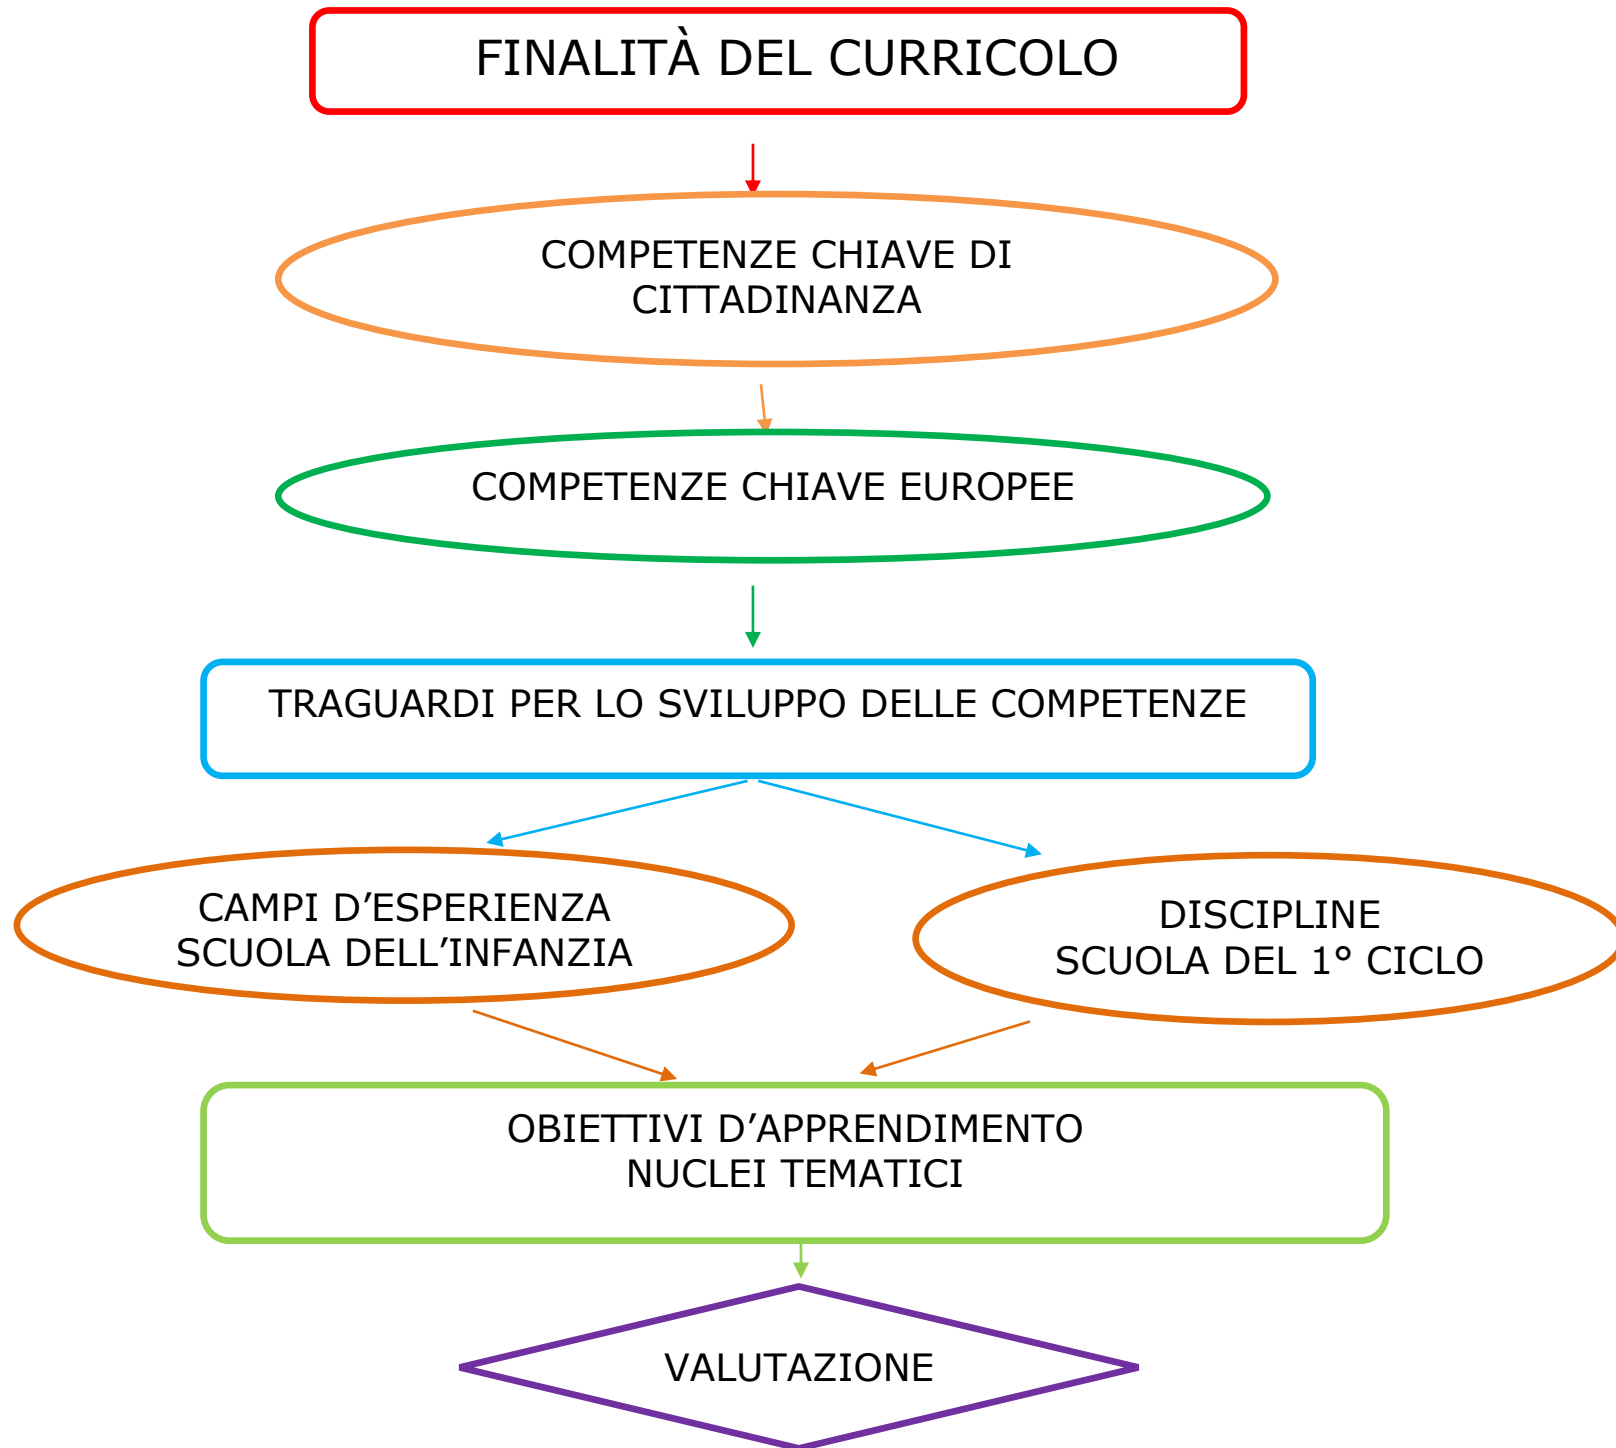 FINALITÀ DEL CURRICOLO
COMPETENZE CHIAVE DI
CITTADINANZA
COMPETENZE CHIAVE EUROPEE
TRAGUARDI PER LO SVILUPPO DELLE COMPETENZE
CAMPI D’ESPERIENZA
SCUOLA DELL’INFANZIA
DISCIPLINE
SCUOLA DEL 1° CICLO
OBIETTIVI D’APPRENDIMENTO
NUCLEI TEMATICI
VALUTAZIONE